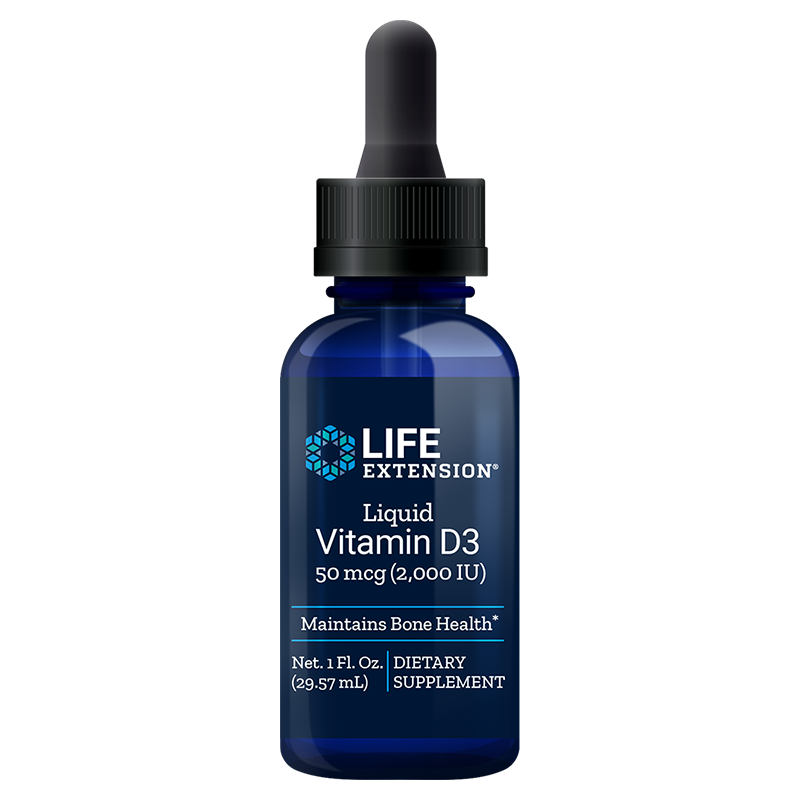 LIFE
EXTENSION®
Liquid
Vitamin D3
50 mcg (2,000 IU)
Maintains Bone Health*
Net. 1 Fl. Oz.
(29.57 mL)
DIETARY
SUPPLEMENT